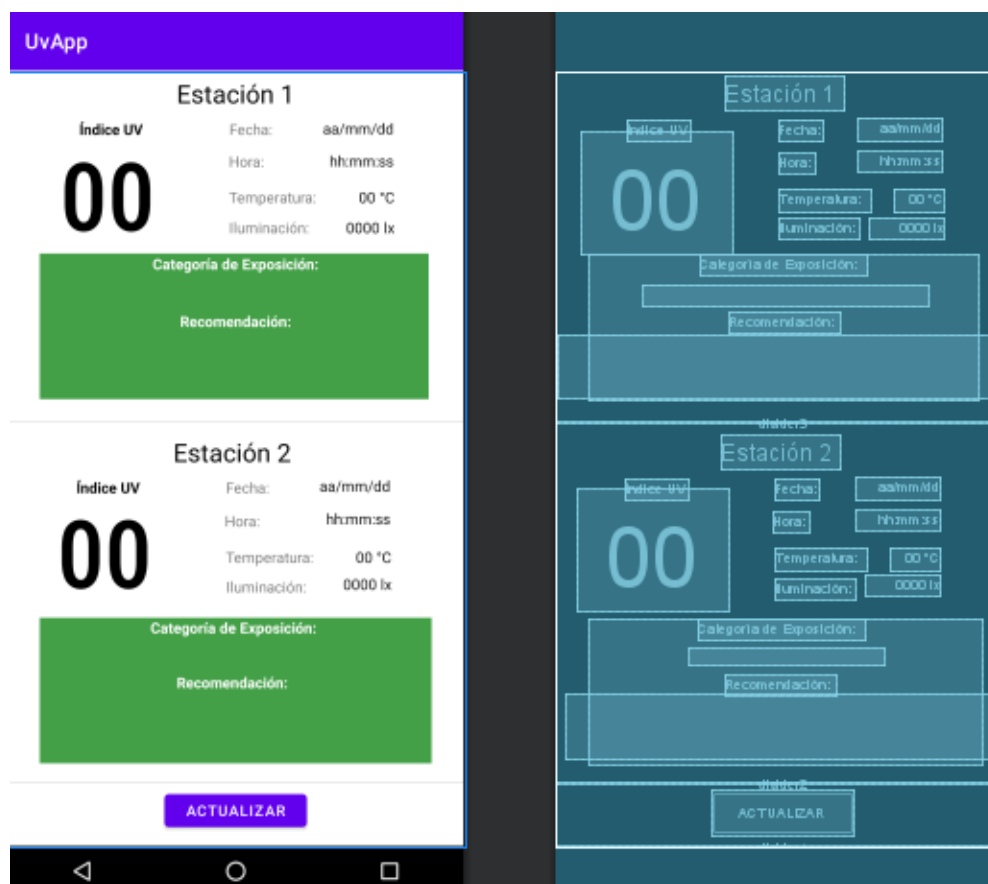 UvApp
Estación 1
Índice UV Fecha: aa/mm/dd
Hora: hh:mm:ss
00
Temperatura: 00 °C
Iluminación: 0000 lx
Categoría de Exposición:
Recomendación:
Estación 2
Índice UV Fecha: aa/mm/dd
Hora: hh:mm:ss
00
Temperatura: 00 °C
Iluminación: 0000 lx
Categoría de Exposición:
Recomendación:
ACTUALIZAR
Estación 1
Índice UV Fecha: aa/mm/dd
Hora: hh:mm:ss
00
Temperatura: 00 °C
Iluminación: 0000 lx
Categoría de Exposición:
Recomendación:
divider3
Estación 2
Índice UV Fecha: aa/mm/dd
Hora: hh:mm:ss
00
Temperatura: 00 °C
Iluminación: 0000 lx
Categoría de Exposición:
Recomendación:
divider2
ACTUALIZAR